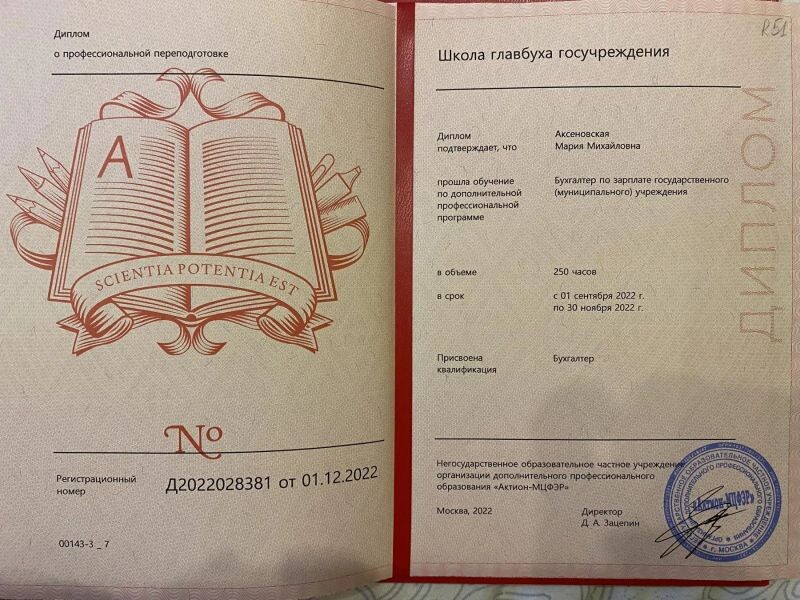 Диплом
о профессиональной переподготовке
A
SCIENTIA POTENTIA EST
№
Регистрационный
номер
Д2022028381 от 01.12.2022
00143-3 _ 7
R51
Школа главбуха госучреждения
ДИПЛОМ
Диплом
подтверждает, что
Аксеновская
Мария Михайловна
прошла обучение
по дополнительной
профессиональной
программе
Бухгалтер по зарплате государственного
(муниципального) учреждения
в объеме
250 часов
в срок
с 01 сентября 2022 г.
по 30 ноября 2022 г.
Присвоена
квалификация
Бухгалтер
Негосударственное образовательное частное учреждение
организации дополнительного профессионального
образования «Актион-МЦФЭР»
Москва, 2022
Директор
Д. А. Зацепин
«Актион-МЦФЭР»
г. МОСКВА